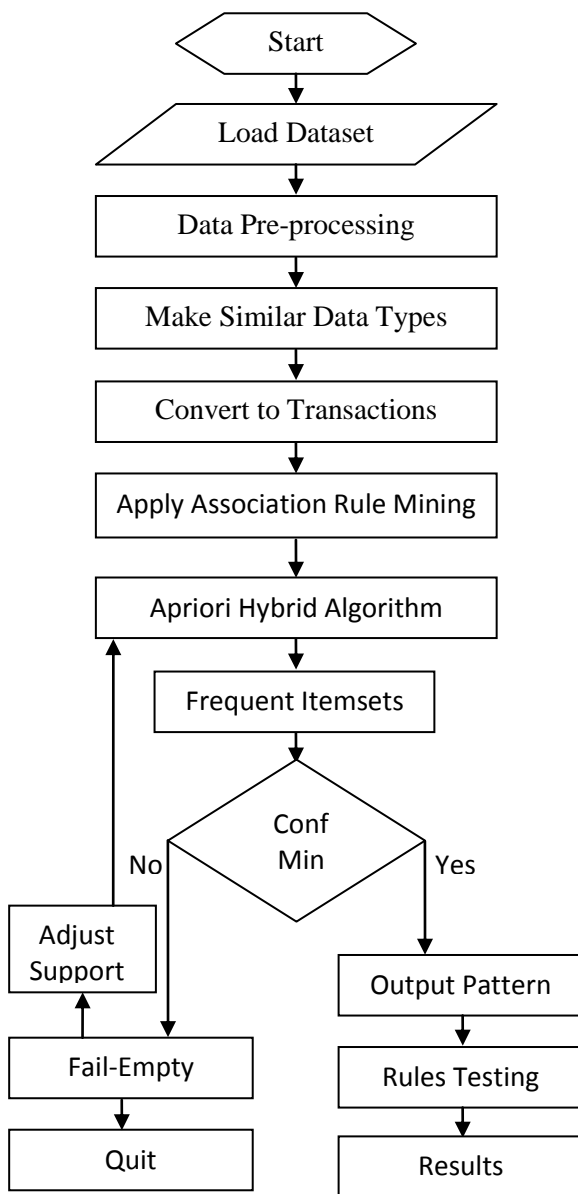 Start
Load Dataset
Data Pre-processing
Make Similar Data Types
Convert to Transactions
Apply Association Rule Mining
Apriori Hybrid Algorithm
Frequent Itemsets
Conf
Min
No
Yes
Adjust
Support
Output Pattern
Fail-Empty
Rules Testing
Quit
Results